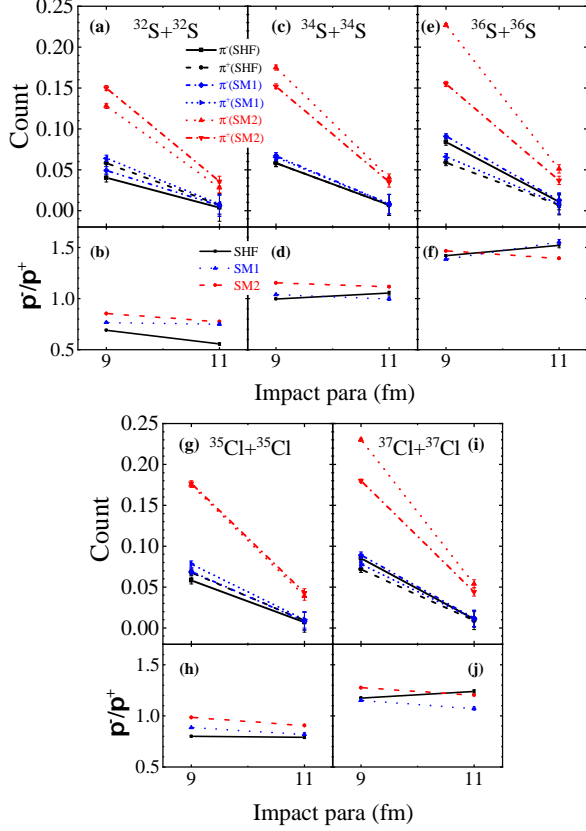 (a) ³²S+³²S (c) ³⁴S+³⁴S (e) ³⁶S+³⁶S
0.25
0.20
0.15
0.10
0.05
0.00
Count
π⁻(SHF)
π⁺(SHF)
π⁻(SM1)
π⁺(SM1)
π⁻(SM2)
π⁺(SM2)
(b) (d) (f)
1.5
1.0
0.5
p⁻/p⁺
SHF
SM1
SM2
9 11 9 11 9 11
Impact para (fm)
(g) ³⁵Cl+³⁵Cl ³⁷Cl+³⁷Cl (i)
0.25
0.20
0.15
0.10
0.05
0.00
Count
(h) (j)
1.5
1.0
0.5
p⁻/p⁺
9 11 9 11
Impact para (fm)